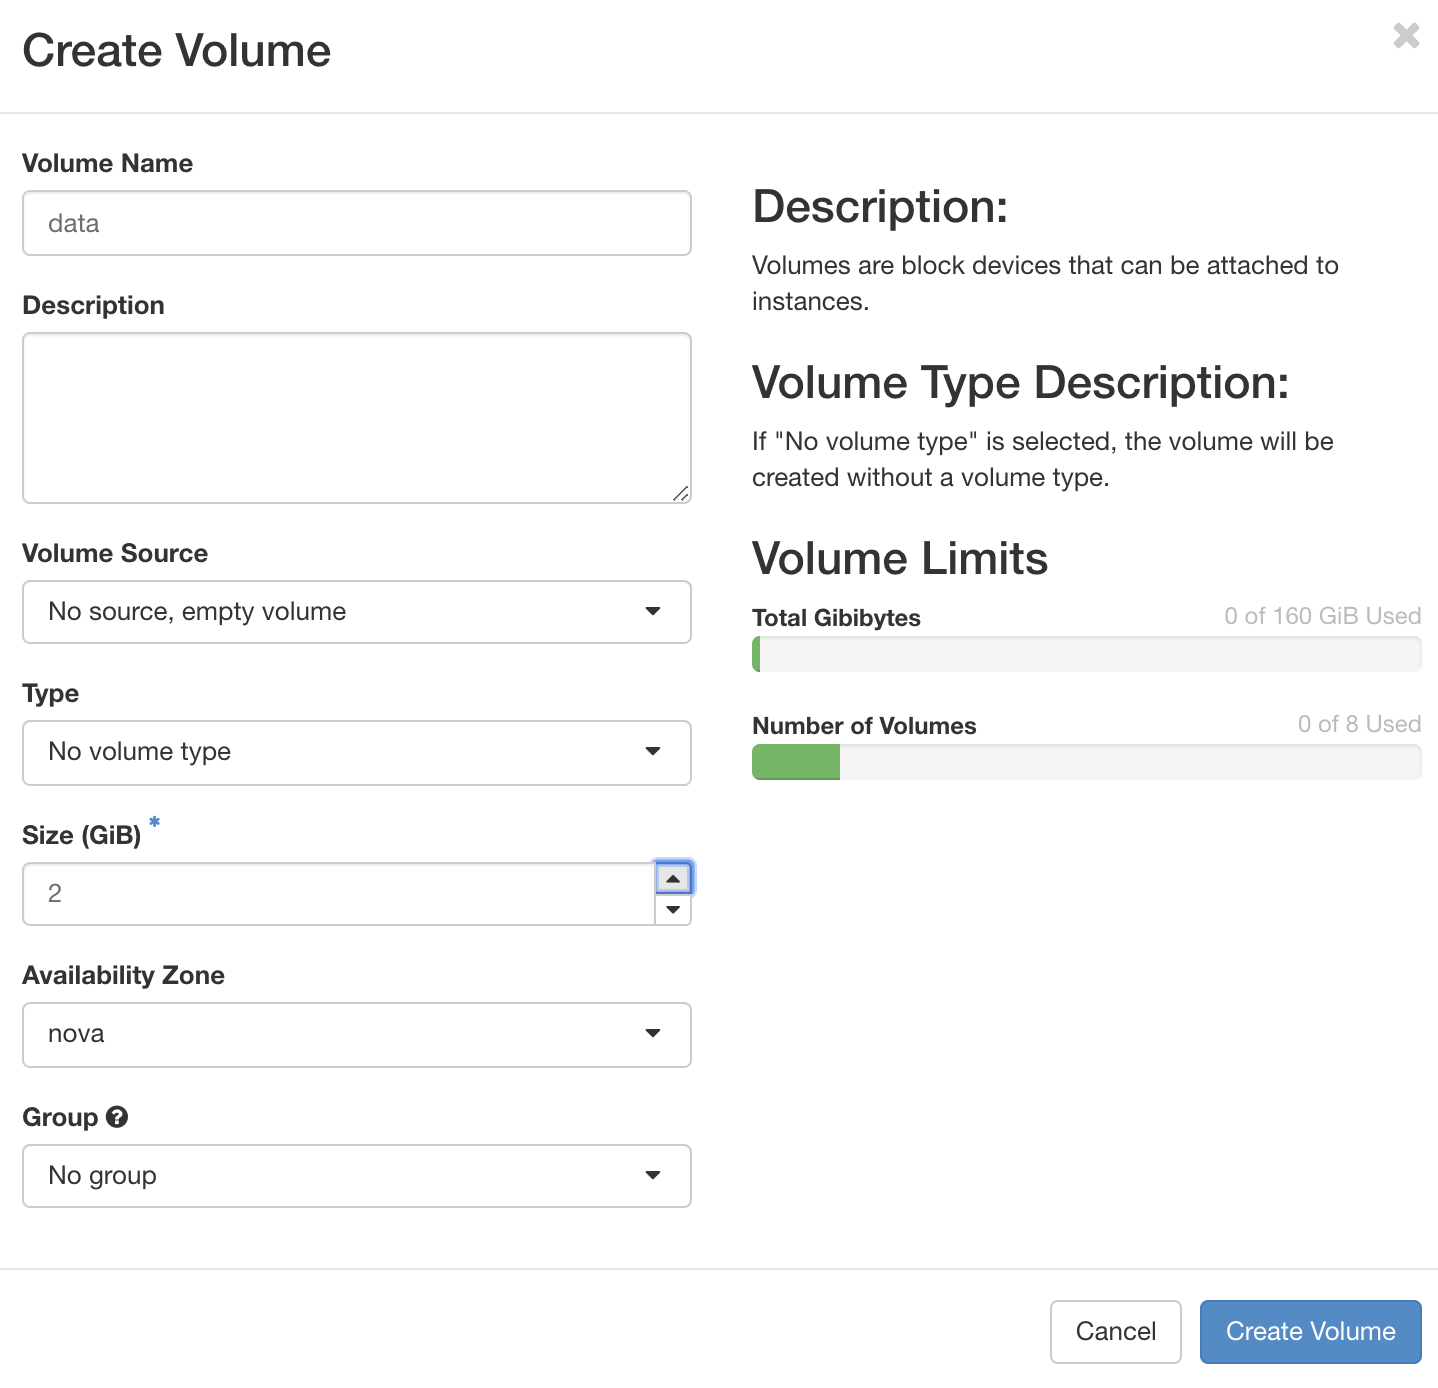 Create Volume
Volume Name
data
Description
Volume Source
No source, empty volume
Type
No volume type
Size (GiB) *
2
Availability Zone
nova
Group
No group
Description:
Volumes are block devices that can be attached to
instances.
Volume Type Description:
If "No volume type" is selected, the volume will be
created without a volume type.
Volume Limits
Total Gibibytes
0 of 160 GiB Used
Number of Volumes
0 of 8 Used
Cancel
Create Volume